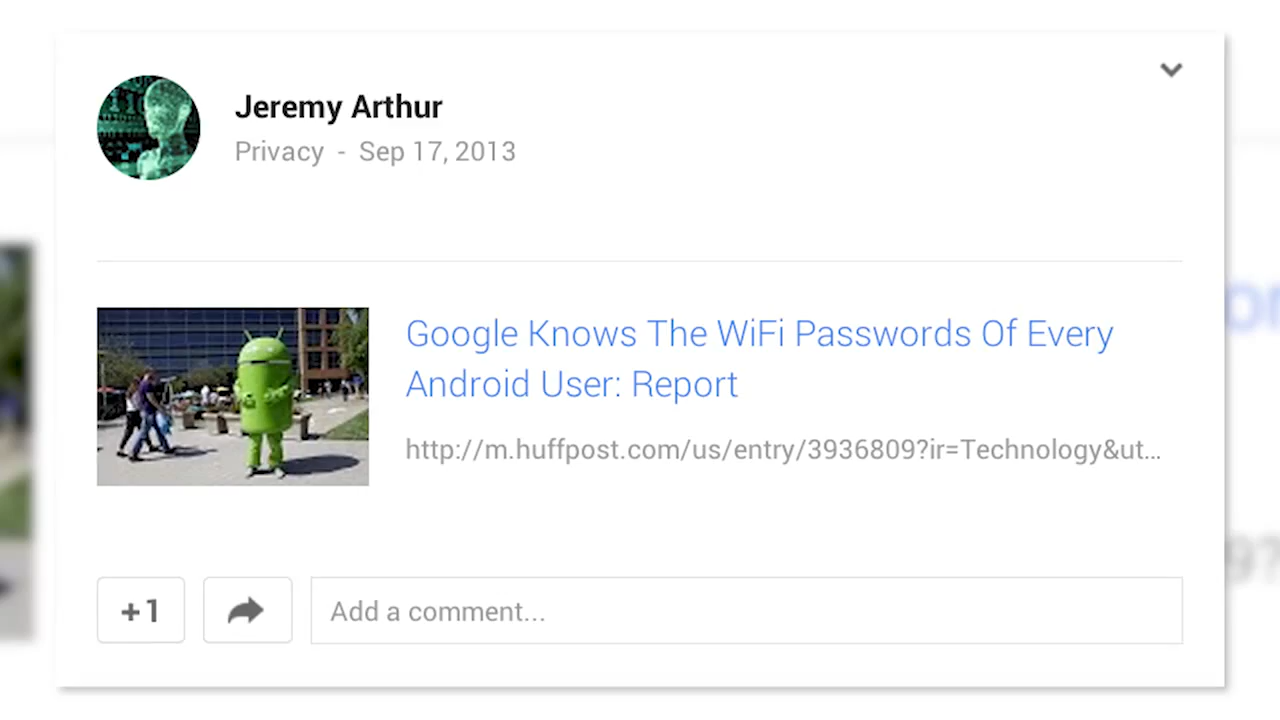 Jeremy Arthur
Privacy - Sep 17, 2013
Google Knows The WiFi Passwords Of Every
Android User: Report
http://m.huffpost.com/us/entry/3936809?ir=Technology&ut...
+1
Add a comment...